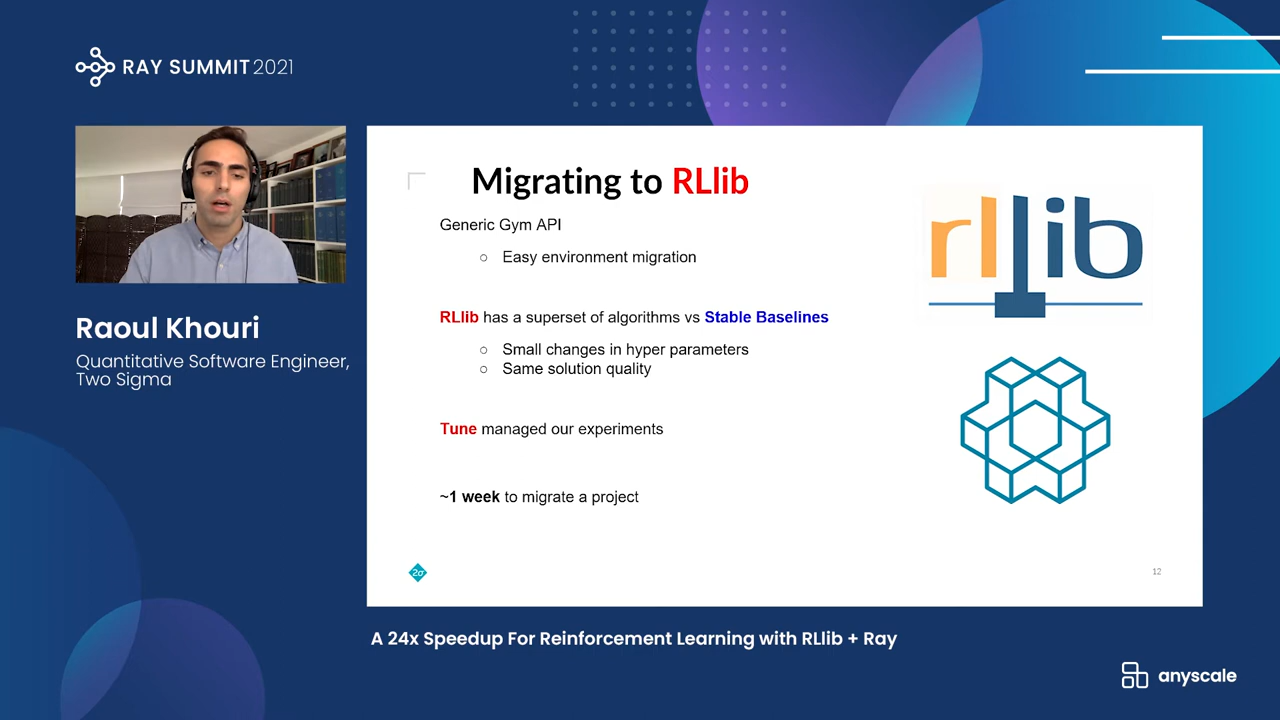 RAY SUMMIT 2021
Raoul Khouri
Quantitative Software Engineer,
Two Sigma
Migrating to RLlib
Generic Gym API
○ Easy environment migration
RLlib has a superset of algorithms vs Stable Baselines
○ Small changes in hyper parameters
○ Same solution quality
Tune managed our experiments
~1 week to migrate a project
rllib
2σ
12
A 24x Speedup For Reinforcement Learning with RLlib + Ray
anyscale